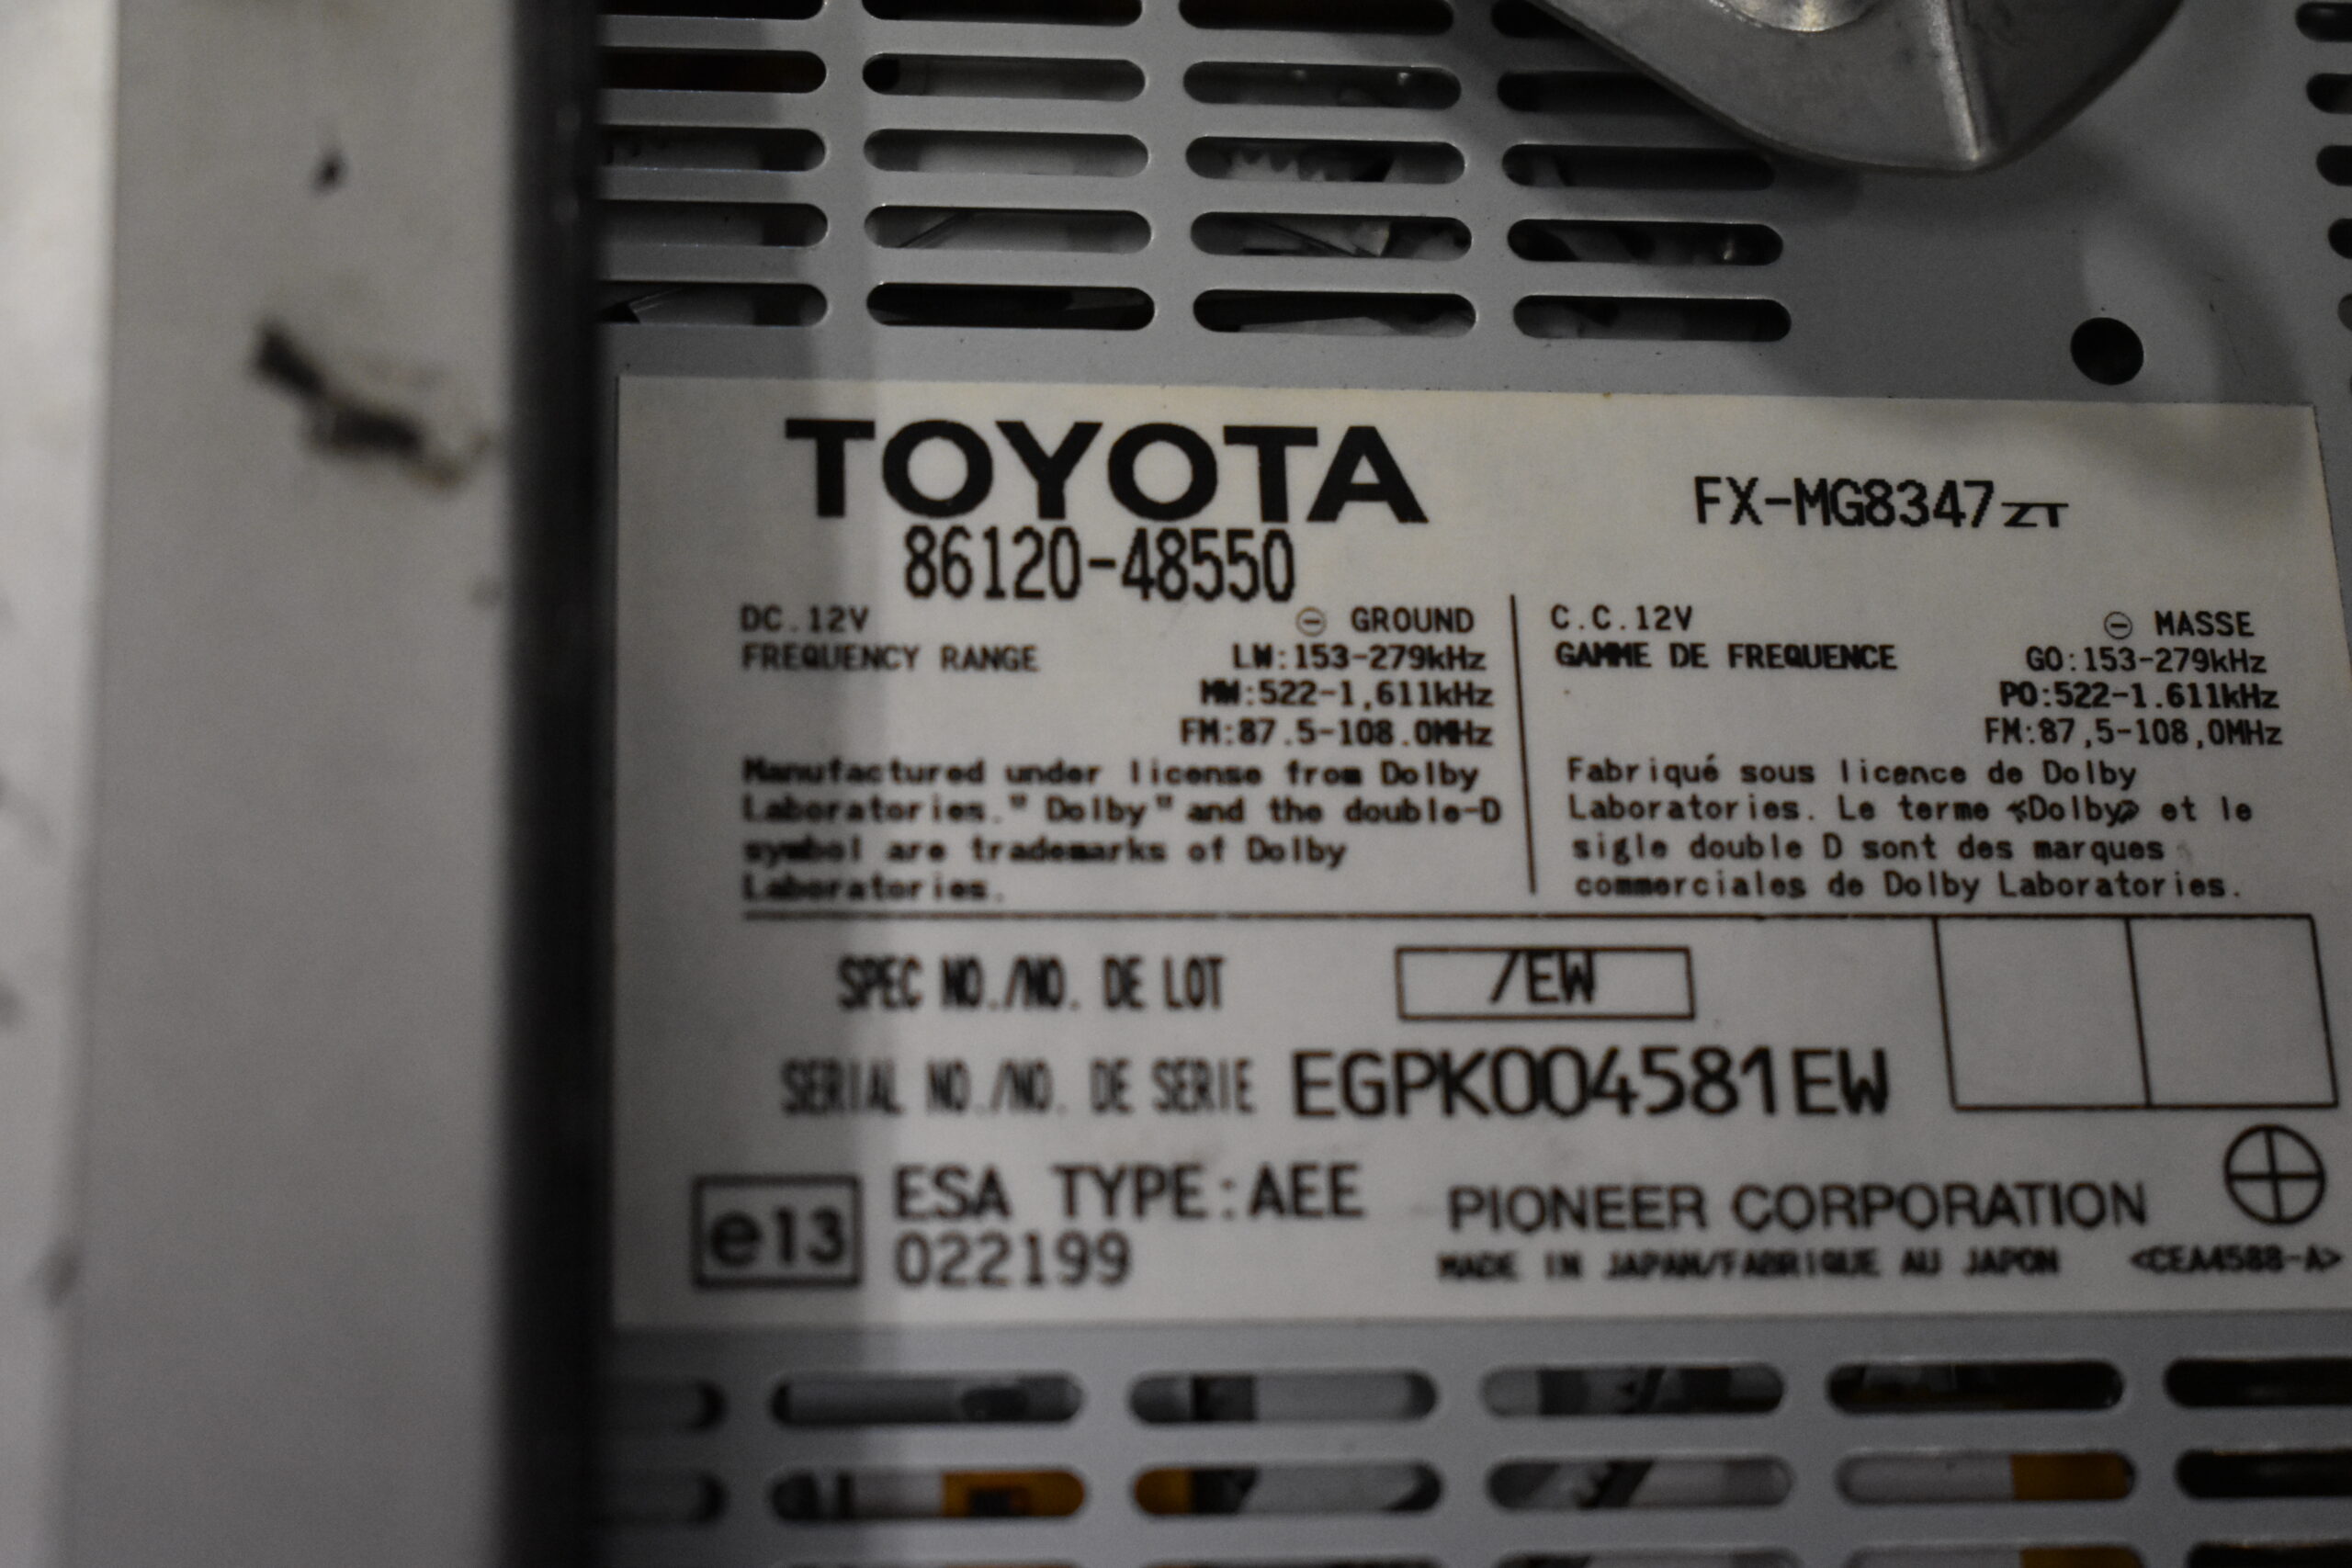 TOYOTA
86120-48550
FX-MG8347ZT
DC.12V ⊖ GROUND
FREQUENCY RANGE LW:153-279kHz
MW:522-1,611kHz
FM:87.5-108.0MHz
Manufactured under license from Dolby
Laboratories." Dolby" and the double-D
symbol are trademarks of Dolby
Laboratories.
C.C.12V ⊖ MASSE
GAMME DE FREQUENCE GO:153-279kHz
PO:522-1.611kHz
FM:87,5-108,0MHz
Fabriqué sous licence de Dolby
Laboratories. Le terme «Dolby» et le
sigle double D sont des marques
commerciales de Dolby Laboratories.
SPEC NO./NO. DE LOT /EW
SERIAL NO./NO. DE SERIE EGPK004581EW
e13 ESA TYPE:AEE
022199
PIONEER CORPORATION
MADE IN JAPAN/FABRIQUE AU JAPON <CEA4588-A>